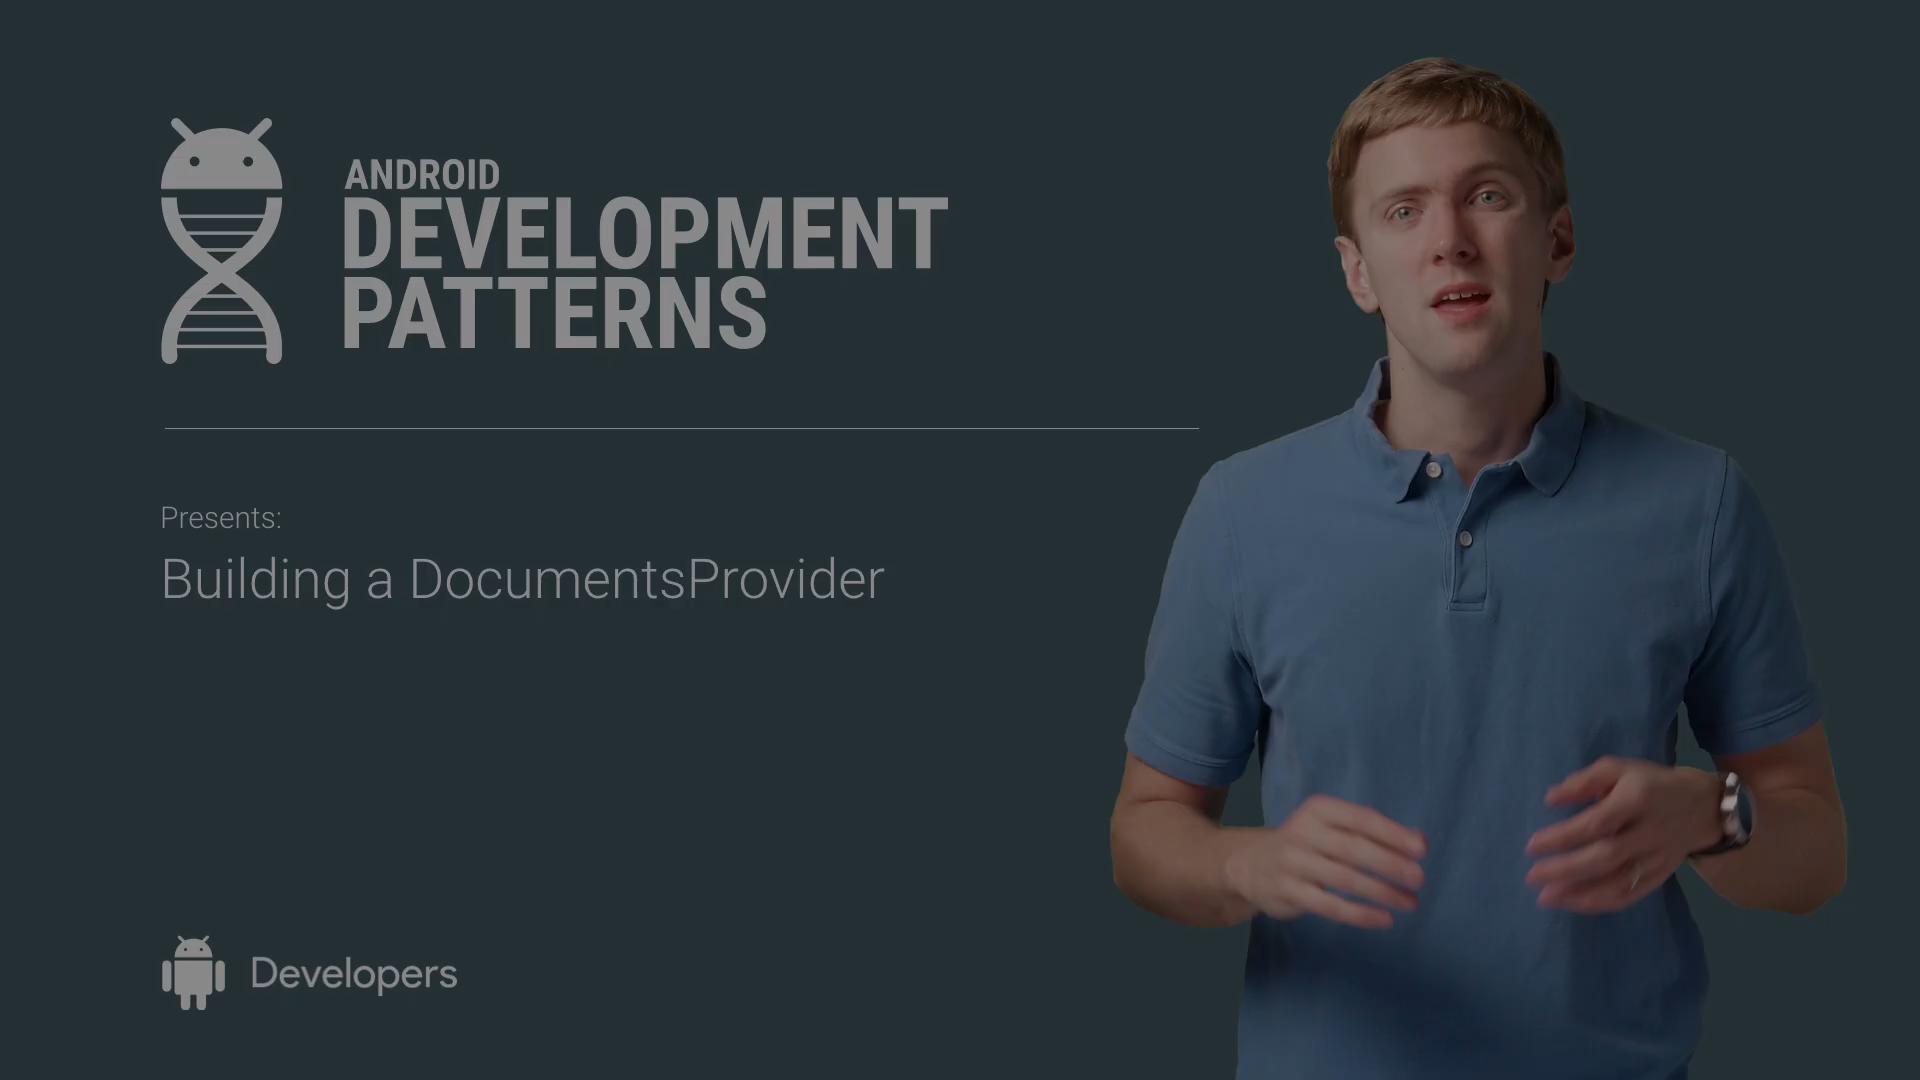 ANDROID
DEVELOPMENT
PATTERNS
Presents:
Building a DocumentsProvider
Developers